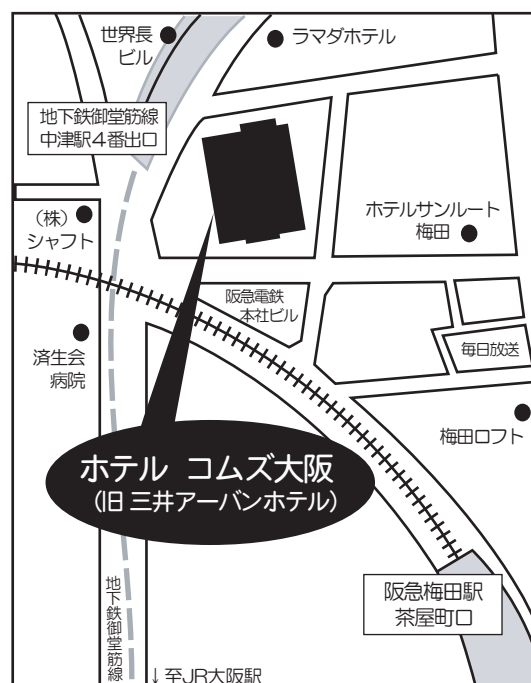 世界長
ビル
ラマダホテル
地下鉄御堂筋線
中津駅4番出口
(株)
シャフト
ホテルサンルート
梅田
阪急電鉄
本社ビル
毎日放送
済生会
病院
梅田ロフト
ホテル コムズ大阪
(旧 三井アーバンホテル)
阪急梅田駅
茶屋町口
地下鉄御堂筋線
↓至JR大阪駅